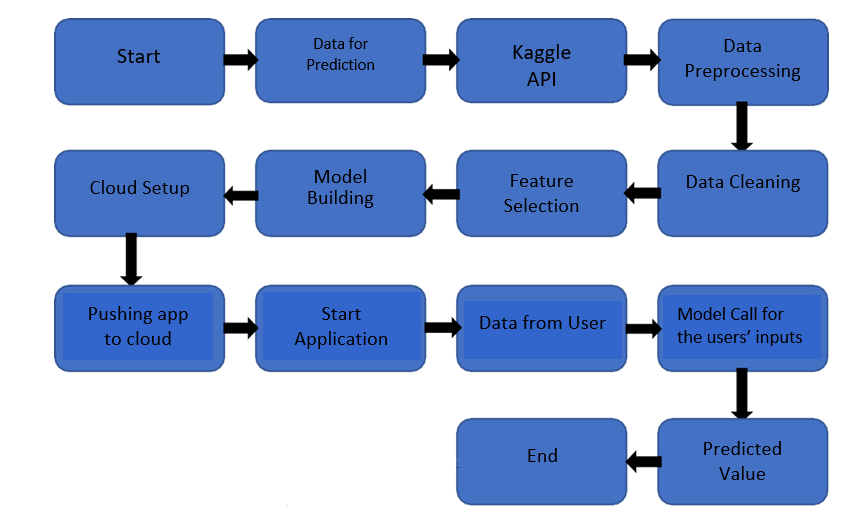 Start
Data for
Prediction
Kaggle
API
Data
Preprocessing
Cloud Setup
Model
Building
Feature
Selection
Data Cleaning
Pushing app
to cloud
Start
Application
Data from User
Model Call for
the users’ inputs
End
Predicted
Value